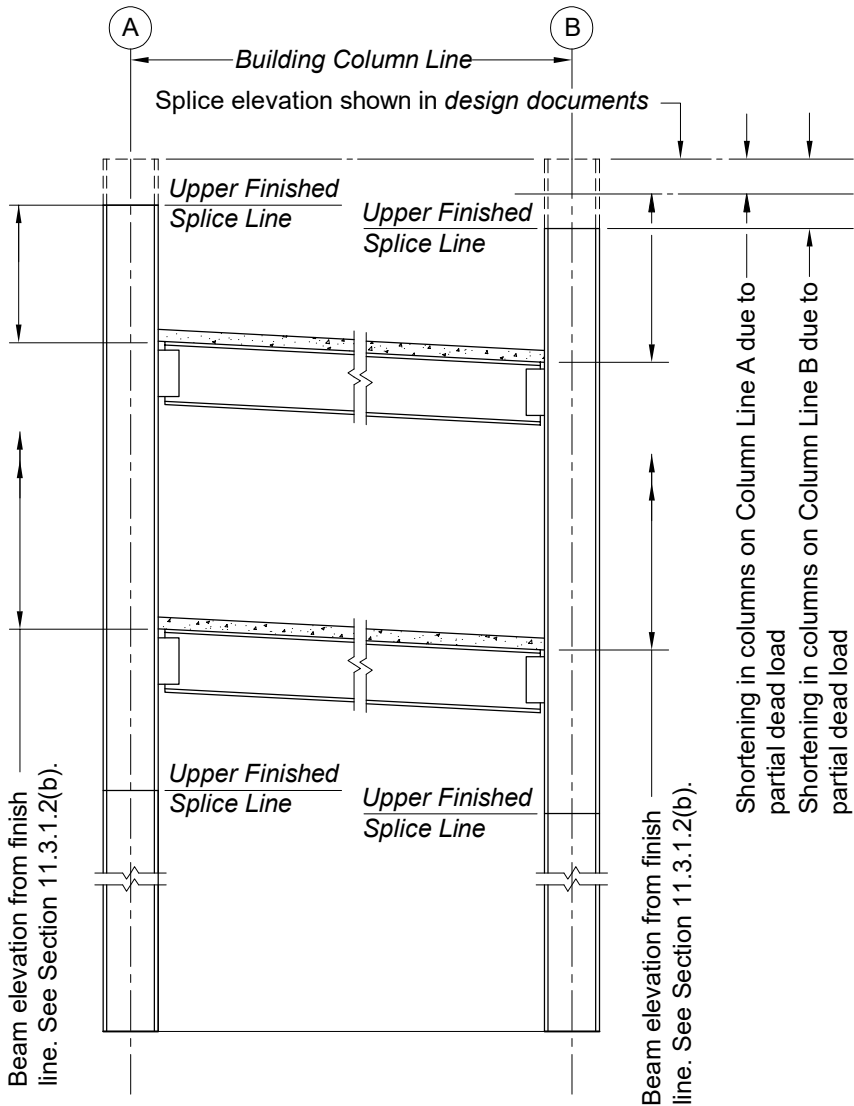 A
B
Building Column Line
Splice elevation shown in design documents
Upper Finished
Splice Line
Upper Finished
Splice Line
Shortening in columns on Column Line A due to
partial dead load
Shortening in columns on Column Line B due to
partial dead load
Upper Finished
Splice Line
Upper Finished
Splice Line
Beam elevation from finish
line. See Section 11.3.1.2(b).
Beam elevation from finish
line. See Section 11.3.1.2(b).